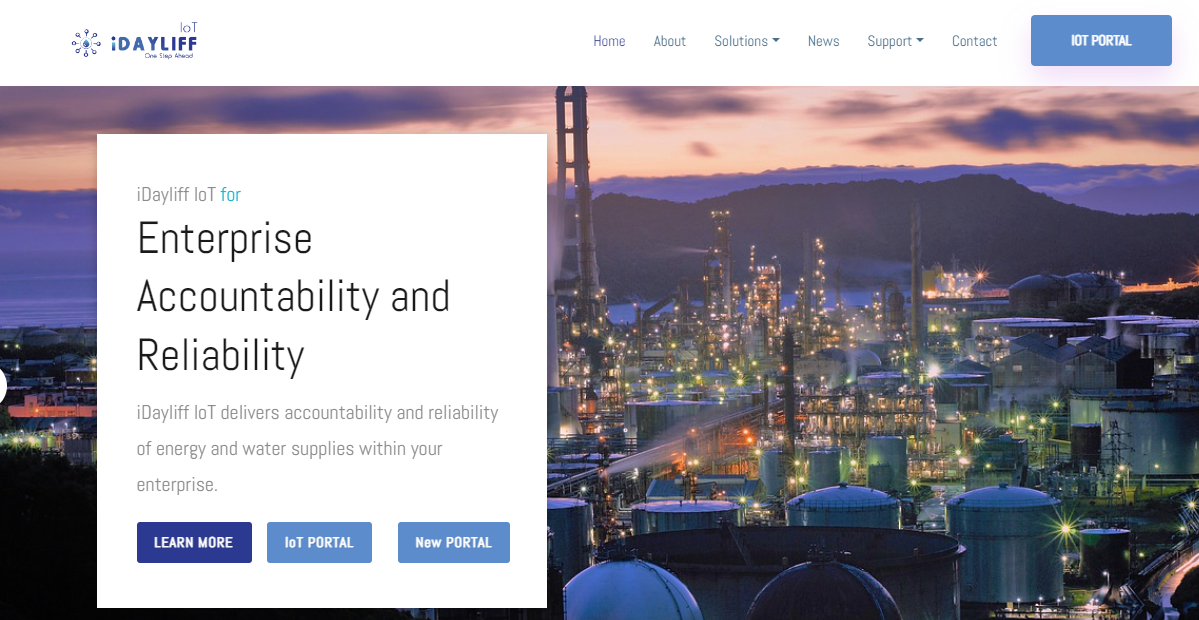 IoT
iDAYLIFF
One Step Ahead
Home About Solutions News Support Contact IOT PORTAL
iDayliff IoT for
Enterprise
Accountability and
Reliability
iDayliff IoT delivers accountability and reliability
of energy and water supplies within your
enterprise.
LEARN MORE IoT PORTAL New PORTAL